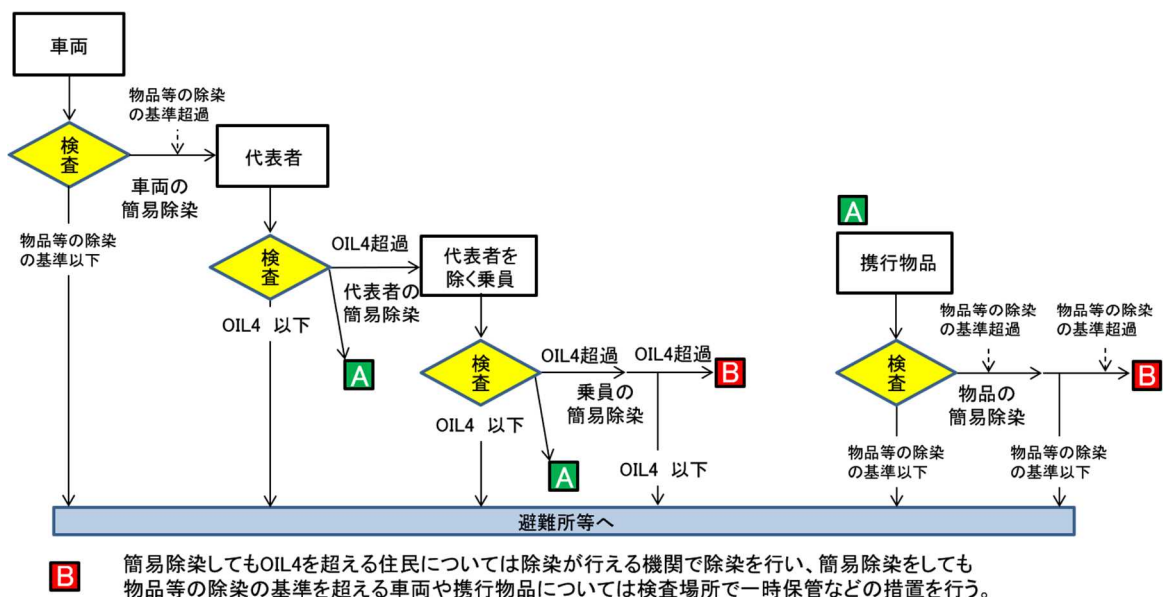 車両
物品等の除染
の基準超過
検
査
車両の
簡易除染
代表者
物品等の除染
の基準以下
検
査
OIL4超過
代表者の
簡易除染
代表者を
除く乗員
OIL4 以下
A
検
査
OIL4超過
OIL4超過
B
乗員の
簡易除染
OIL4 以下
A
OIL4 以下
A
携行物品
物品等の除染
の基準超過
物品等の除染
の基準超過
検
査
B
物品の
簡易除染
物品等の除染
の基準以下
物品等の除染
の基準以下
避難所等へ
B
簡易除染してもOIL4を超える住民については除染が行える機関で除染を行い、簡易除染をしても
物品等の除染の基準を超える車両や携行物品については検査場所で一時保管などの措置を行う。